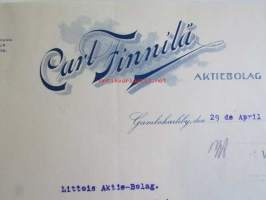 Carl Finnilä
AKTIEBOLAG
Gamlakarleby, den 29 de April
Littois Aktie-Bolag.